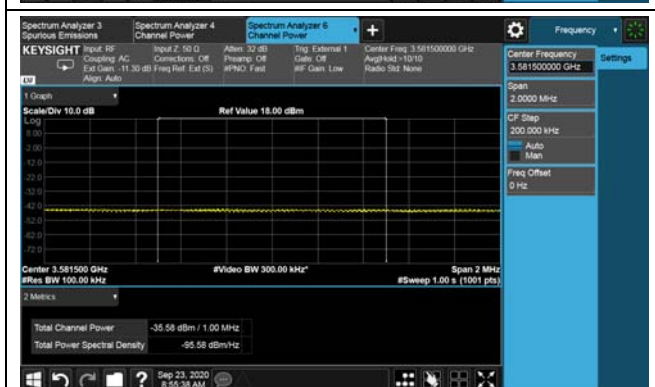 Spectrum Analyzer 3
Spurious Emissions
Spectrum Analyzer 4
Channel Power
Spectrum Analyzer 6
Channel Power
+
Frequency
KEYSIGHT
Input: RF
Coupling: AC
Ext Gain: -11.30 dB
Align: Auto
Input Z: 50 Ω
Corrections: Off
Freq Ref: Ext (S)
Atten: 32 dB
Preamp: Off
#PNO: Fast
Trig: External 1
Gate: Off
#IF Gain: Low
Center Freq: 3.581500000 GHz
Avg|Hold:>10/10
Radio Std: None
LV
Center Frequency
3.581500000 GHz
Settings
Span
2.0000 MHz
CF Step
200.000 kHz
Auto
Man
Freq Offset
0 Hz
1 Graph
Scale/Div 10.0 dB
Ref Value 18.00 dBm
Log
8.00
-2.00
-12.0
-22.0
-32.0
-42.0
-52.0
-62.0
-72.0
Center 3.581500 GHz
#Video BW 300.00 kHz*
Span 2 MHz
#Res BW 100.00 kHz
#Sweep 1.00 s (1001 pts)
2 Metrics
Total Channel Power -35.58 dBm / 1.00 MHz
Total Power Spectral Density -95.58 dBm/Hz
?
Sep 23, 2020
8:55:38 AM